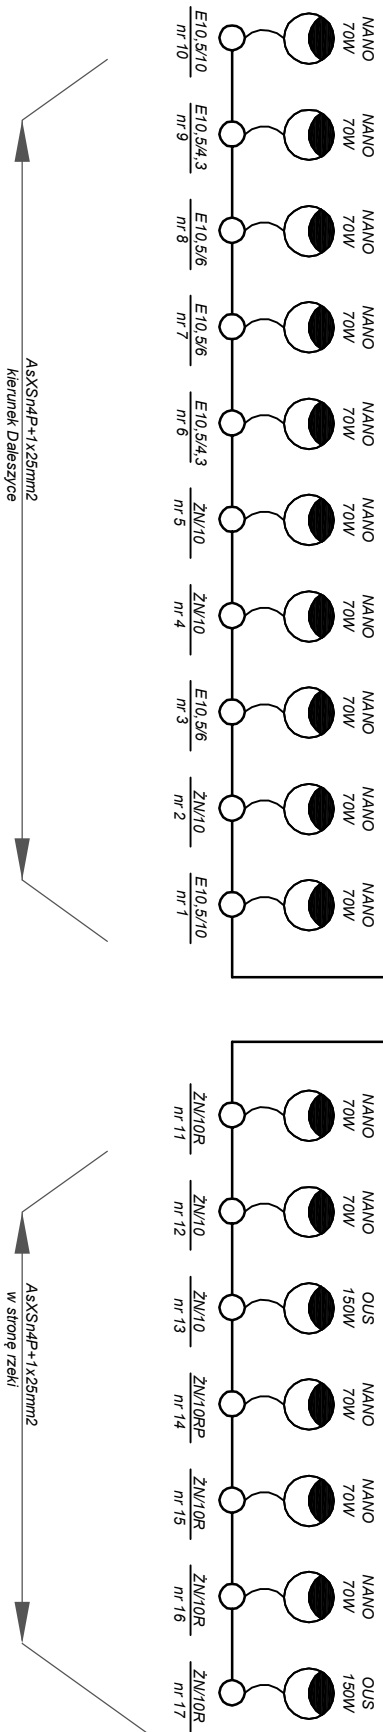 NANO
70W
E10,5/10
nr 10
NANO
70W
E10,5/4,3
nr 9
NANO
70W
E10,5/6
nr 8
NANO
70W
E10,5/6
nr 7
NANO
70W
E10,5/4,3
nr 6
NANO
70W
ŻN/10
nr 5
NANO
70W
ŻN/10
nr 4
NANO
70W
E10,5/6
nr 3
NANO
70W
ŻN/10
nr 2
NANO
70W
E10,5/10
nr 1
AsXSn4P+1x25mm2
kierunek Daleszyce
NANO
70W
ŻN/10R
nr 11
NANO
70W
ŻN/10
nr 12
OUS
150W
ŻN/10
nr 13
NANO
70W
ŻN/10RP
nr 14
NANO
70W
ŻN/10R
nr 15
NANO
70W
ŻN/10R
nr 16
OUS
150W
ŻN/10R
nr 17
AsXSn4P+1x25mm2
w stronę rzeki